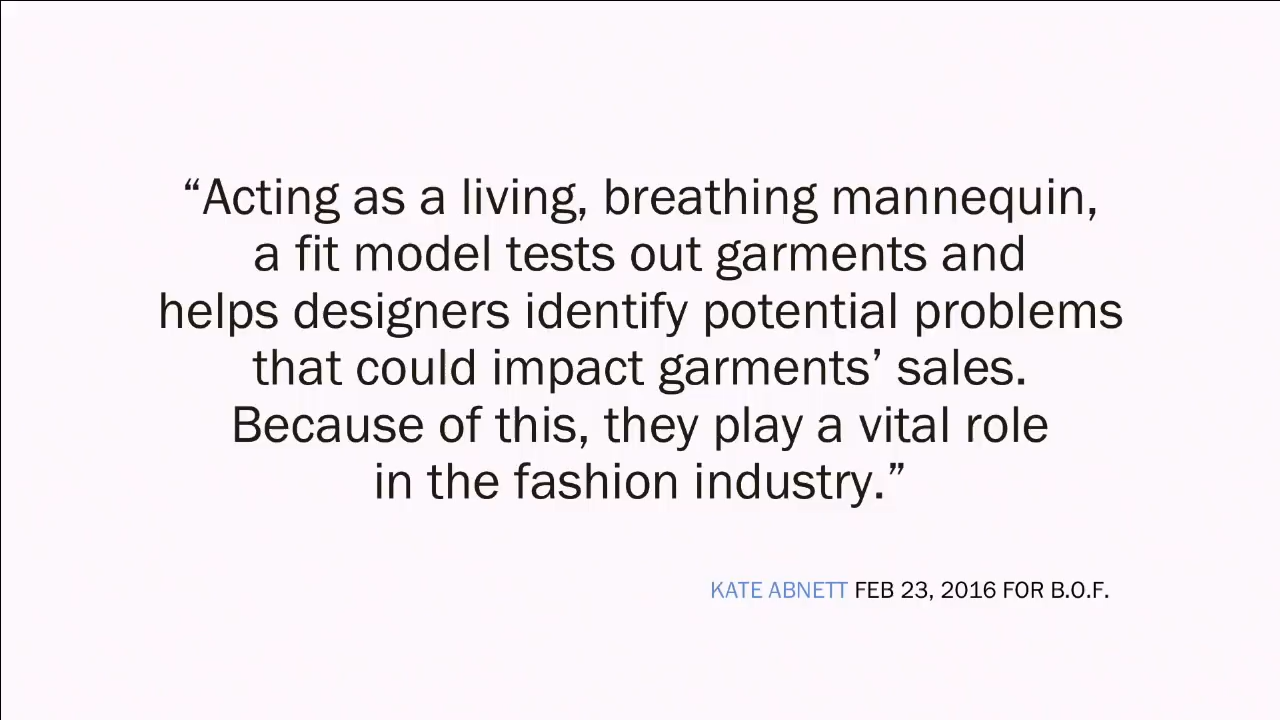 “Acting as a living, breathing mannequin,
a fit model tests out garments and
helps designers identify potential problems
that could impact garments’ sales.
Because of this, they play a vital role
in the fashion industry.”
KATE ABNETT FEB 23, 2016 FOR B.O.F.